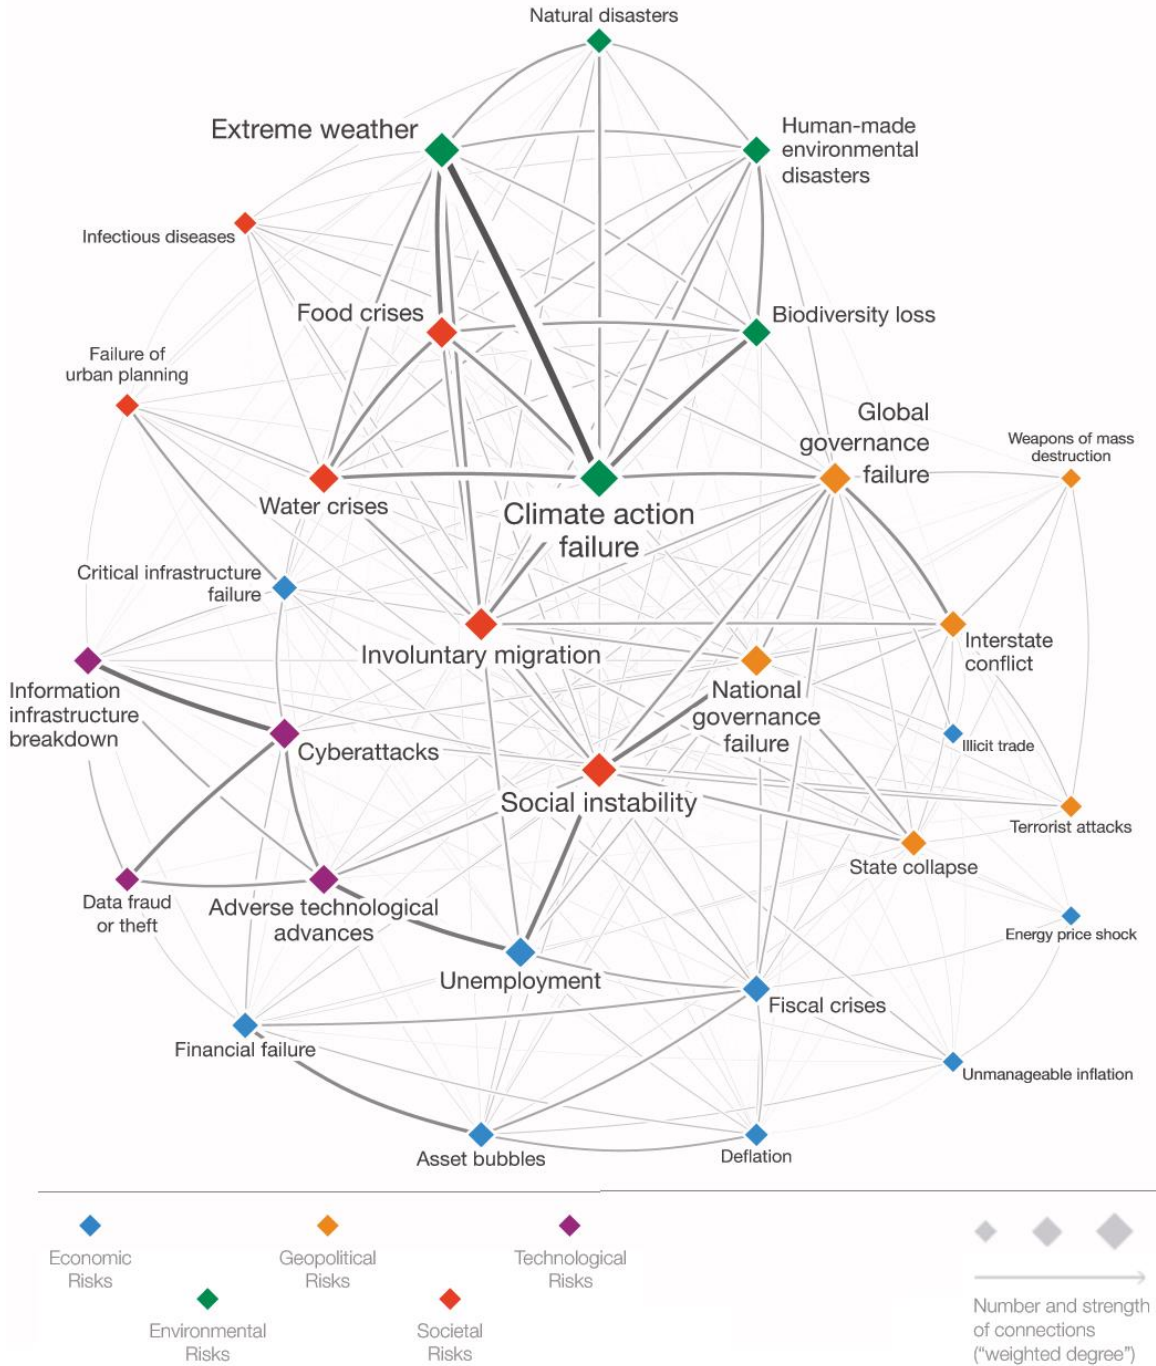 Natural disasters
Extreme weather
Human-made
environmental
disasters
Infectious diseases
Food crises
Biodiversity loss
Failure of
urban planning
Global
governance
failure
Weapons of mass
destruction
Water crises
Climate action
failure
Critical infrastructure
failure
Involuntary migration
Interstate
conflict
Information
infrastructure
breakdown
National
governance
failure
Cyberattacks
Illicit trade
Social instability
Terrorist attacks
State collapse
Data fraud
or theft
Adverse technological
advances
Energy price shock
Unemployment
Fiscal crises
Financial failure
Unmanageable inflation
Asset bubbles
Deflation
Economic
Risks
Geopolitical
Risks
Technological
Risks
Environmental
Risks
Societal
Risks
Number and strength
of connections
("weighted degree")